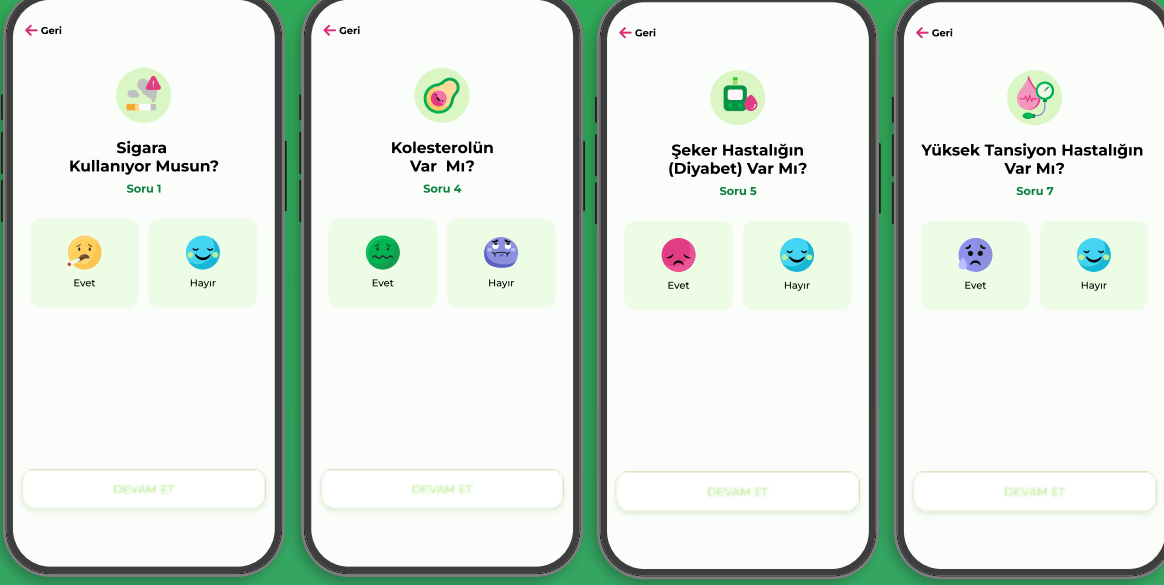 Geri
Sigara
Kullanıyor Musun?
Soru 1
Evet
Hayır
DEVAM ET
Geri
Kolesterolün
Var Mı?
Soru 4
Evet
Hayır
DEVAM ET
Geri
Şeker Hastalığın
(Diyabet) Var Mı?
Soru 5
Evet
Hayır
DEVAM ET
Geri
Yüksek Tansiyon Hastalığın
Var Mı?
Soru 7
Evet
Hayır
DEVAM ET